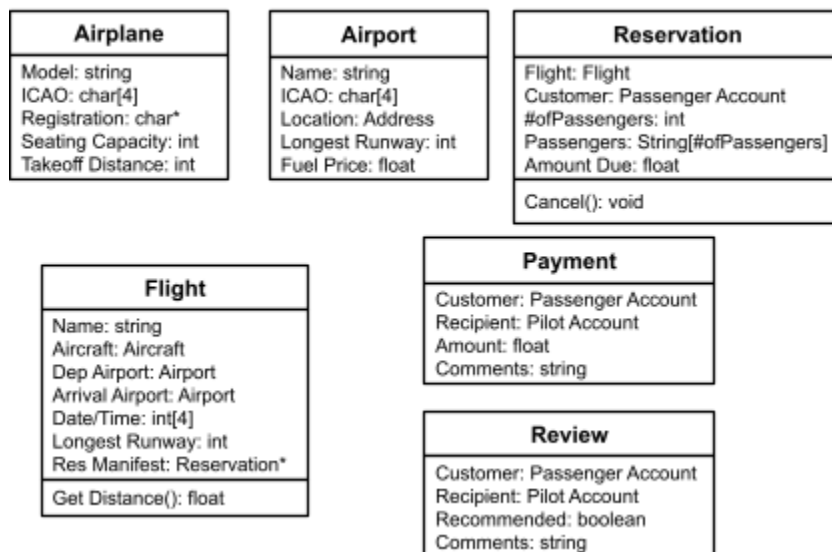 Airplane
Model: string
ICAO: char[4]
Registration: char*
Seating Capacity: int
Takeoff Distance: int
Airport
Name: string
ICAO: char[4]
Location: Address
Longest Runway: int
Fuel Price: float
Reservation
Flight: Flight
Customer: Passenger Account
#ofPassengers: int
Passengers: String[#ofPassengers]
Amount Due: float
Cancel(): void
Flight
Name: string
Aircraft: Aircraft
Dep Airport: Airport
Arrival Airport: Airport
Date/Time: int[4]
Longest Runway: int
Res Manifest: Reservation*
Get Distance(): float
Payment
Customer: Passenger Account
Recipient: Pilot Account
Amount: float
Comments: string
Review
Customer: Passenger Account
Recipient: Pilot Account
Recommended: boolean
Comments: string